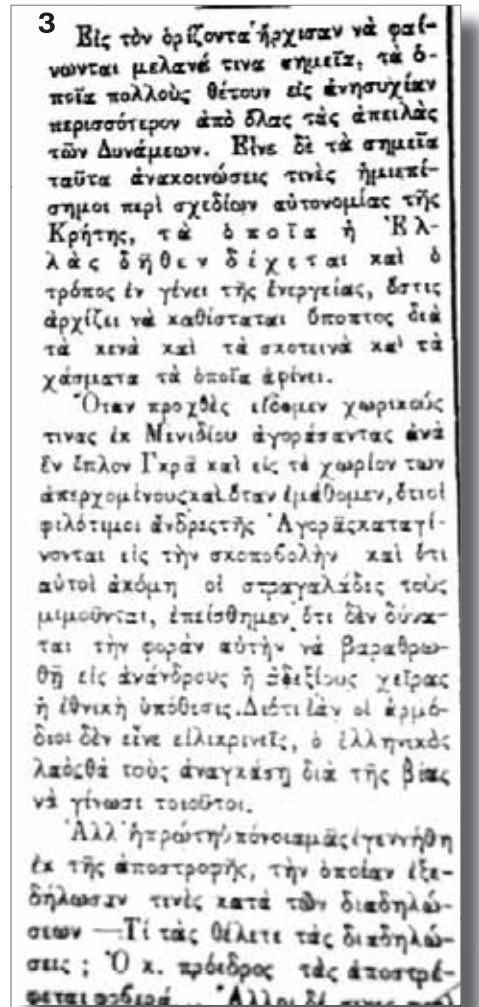 3
Εἰς τὸν ὁρίζοντα ἤρχισαν νὰ φαί-
νωνται μελανά τινα σημεῖα, τὰ ὁ-
ποῖα πολλοὺς θέτουν εἰς ἀνησυχίαν
περισσότερον ἀπὸ ὅλας τὰς ἀπειλὰς
τῶν Δυνάμεων. Εἶνε δὲ τὰ σημεῖα
ταῦτα ἀνακοινώσεις τινὲς ἡμιεπί-
σημοι περὶ σχεδίων αὐτονομίας τῆς
Κρήτης, τὰ ὁποῖα ἡ Ἑλ-
λὰς δῆθεν δέχεται καὶ ὁ
τρόπος ἐν γένει τῆς ἐνεργείας, ὅστις
ἀρχίζει νὰ καθίσταται ὕποπτος διὰ
τὰ κενὰ καὶ τὰ σκοτεινὰ καὶ τὰ
χάσματα τὰ ὁποῖα ἀφίνει.
Ὅταν προχθὲς εἴδομεν χωρικούς
τινας ἐκ Μενιδίου ἀγοράσαντας ἀνὰ
ἓν ὅπλον Γκρᾶ καὶ εἰς τὸ χωρίον των
ἀπερχομένους καὶ ὅταν ἐμάθομεν, ὅτι οἱ
φιλότιμοι ἄνδρες τῆς Ἀγορᾶς καταγί-
νονται εἰς τὴν σκοποβολὴν καὶ ὅτι
αὐτοὶ ἀκόμη οἱ στραγαλάδες τοὺς
μιμοῦνται, ἐπείσθημεν ὅτι δὲν δύνα-
ται τὴν φορὰν αὐτὴν νὰ βαραθρω-
θῇ εἰς ἀνάνδρους ἢ ἀδεξίους χεῖρας
ἡ ἐθνικὴ ὑπόθεσις. Διότι ἐὰν οἱ ἁρμό-
διοι δὲν εἶνε εἰλικρινεῖς, ὁ ἑλληνικὸς
λαὸς θὰ τοὺς ἀναγκάσῃ διὰ τῆς βίας
νὰ γίνωσι τοιοῦτοι.
Ἀλλ' ἡ πρώτη ὑπόνοια μᾶς ἐγεννήθη
ἐκ τῆς ἀποστροφῆς, τὴν ὁποίαν ἐξε-
δήλωσαν τινὲς κατὰ τῶν διαδηλώ-
σεων —Τί τὰς θέλετε τὰς διαδηλώ-
σεις; Ὁ κ. πρόεδρος τὰς ἀποστρέ-
φεται φοβερά... Ἄλλοι δέ